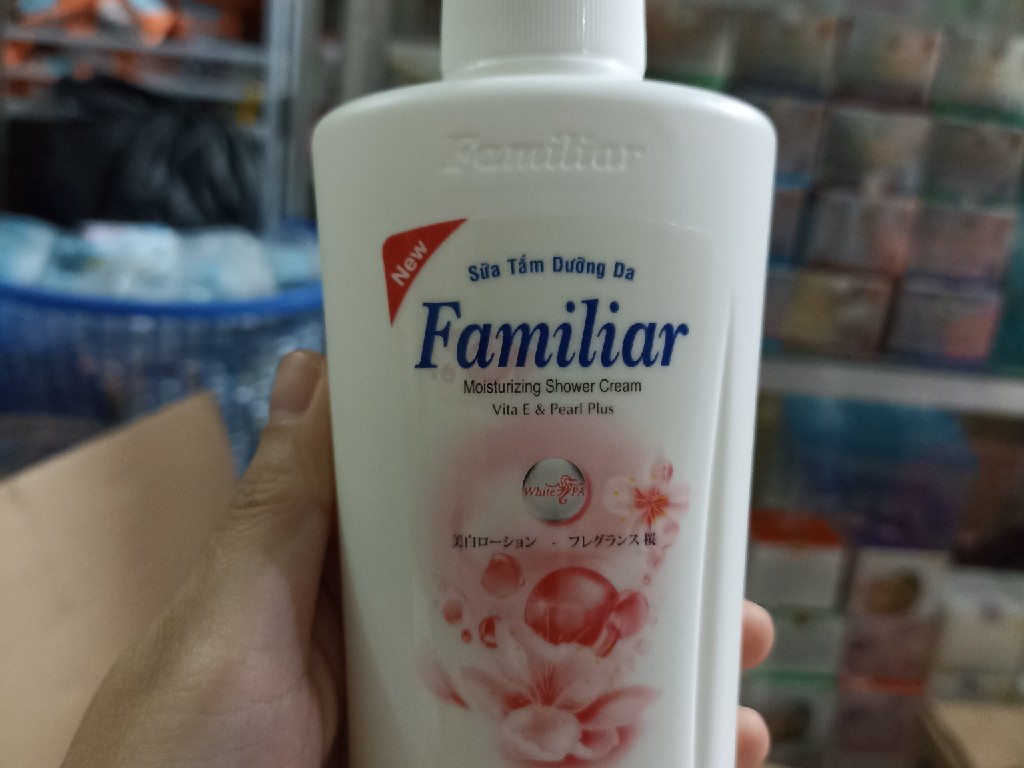 Familiar
New
Sữa Tắm Dưỡng Da
Familiar
Moisturizing Shower Cream
Vita E & Pearl Plus
White SPA
美白ローション - フレグランス 桜